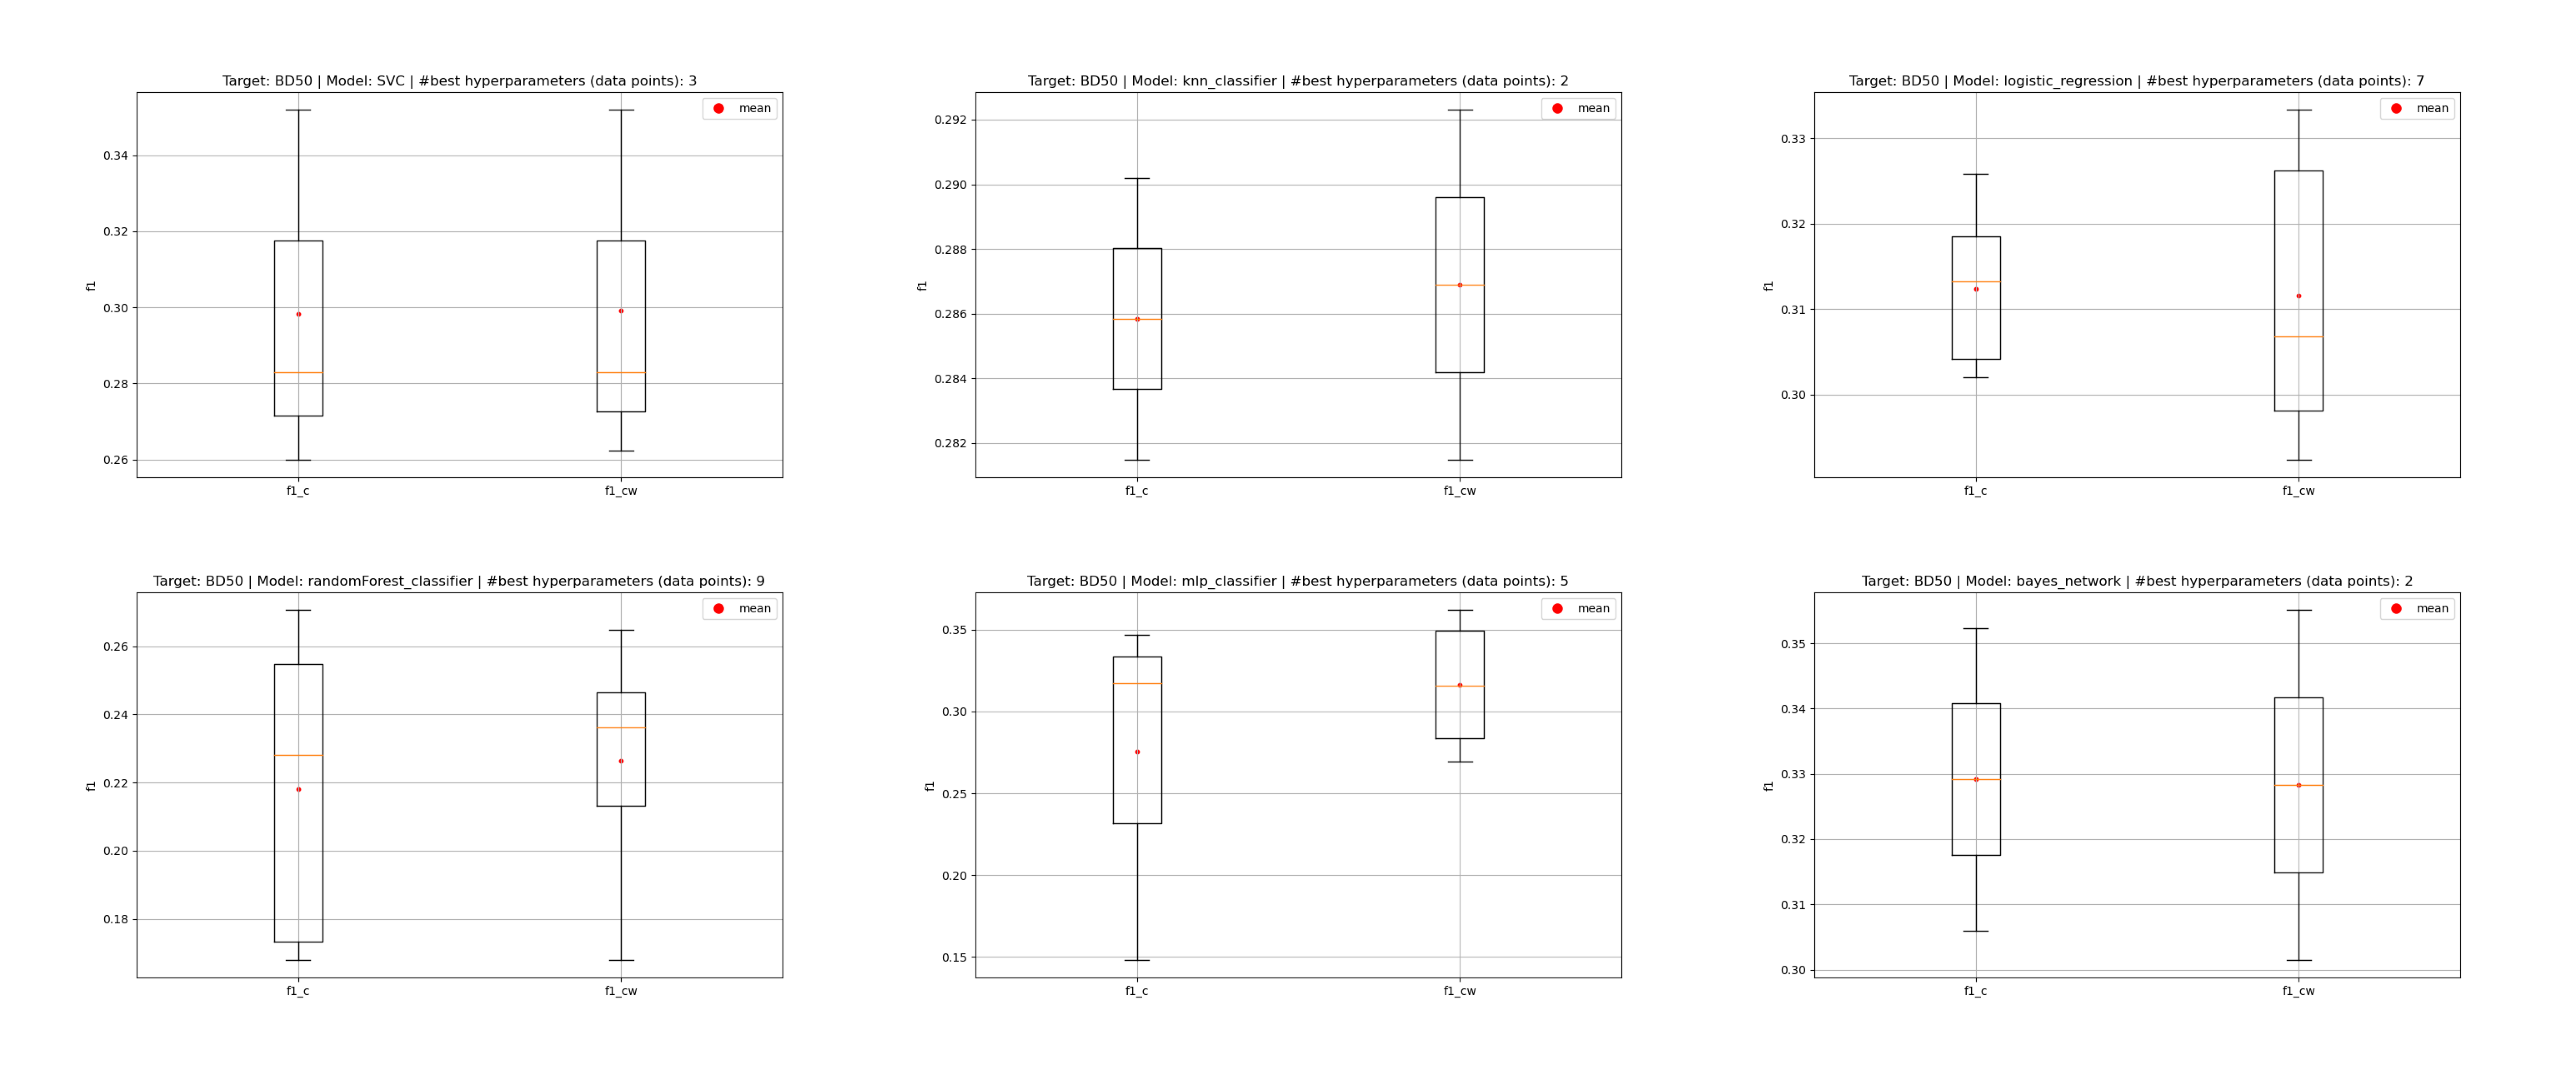 Target: BD50 | Model: SVC | #best hyperparameters (data points): 3
mean
0.34
0.32
0.30
0.28
0.26
f1
f1_c
f1_cw
Target: BD50 | Model: knn_classifier | #best hyperparameters (data points): 2
mean
0.292
0.290
0.288
0.286
0.284
0.282
f1
f1_c
f1_cw
Target: BD50 | Model: logistic_regression | #best hyperparameters (data points): 7
mean
0.33
0.32
0.31
0.30
f1
f1_c
f1_cw
Target: BD50 | Model: randomForest_classifier | #best hyperparameters (data points): 9
mean
0.26
0.24
0.22
0.20
0.18
f1
f1_c
f1_cw
Target: BD50 | Model: mlp_classifier | #best hyperparameters (data points): 5
mean
0.35
0.30
0.25
0.20
0.15
f1
f1_c
f1_cw
Target: BD50 | Model: bayes_network | #best hyperparameters (data points): 2
mean
0.35
0.34
0.33
0.32
0.31
0.30
f1
f1_c
f1_cw